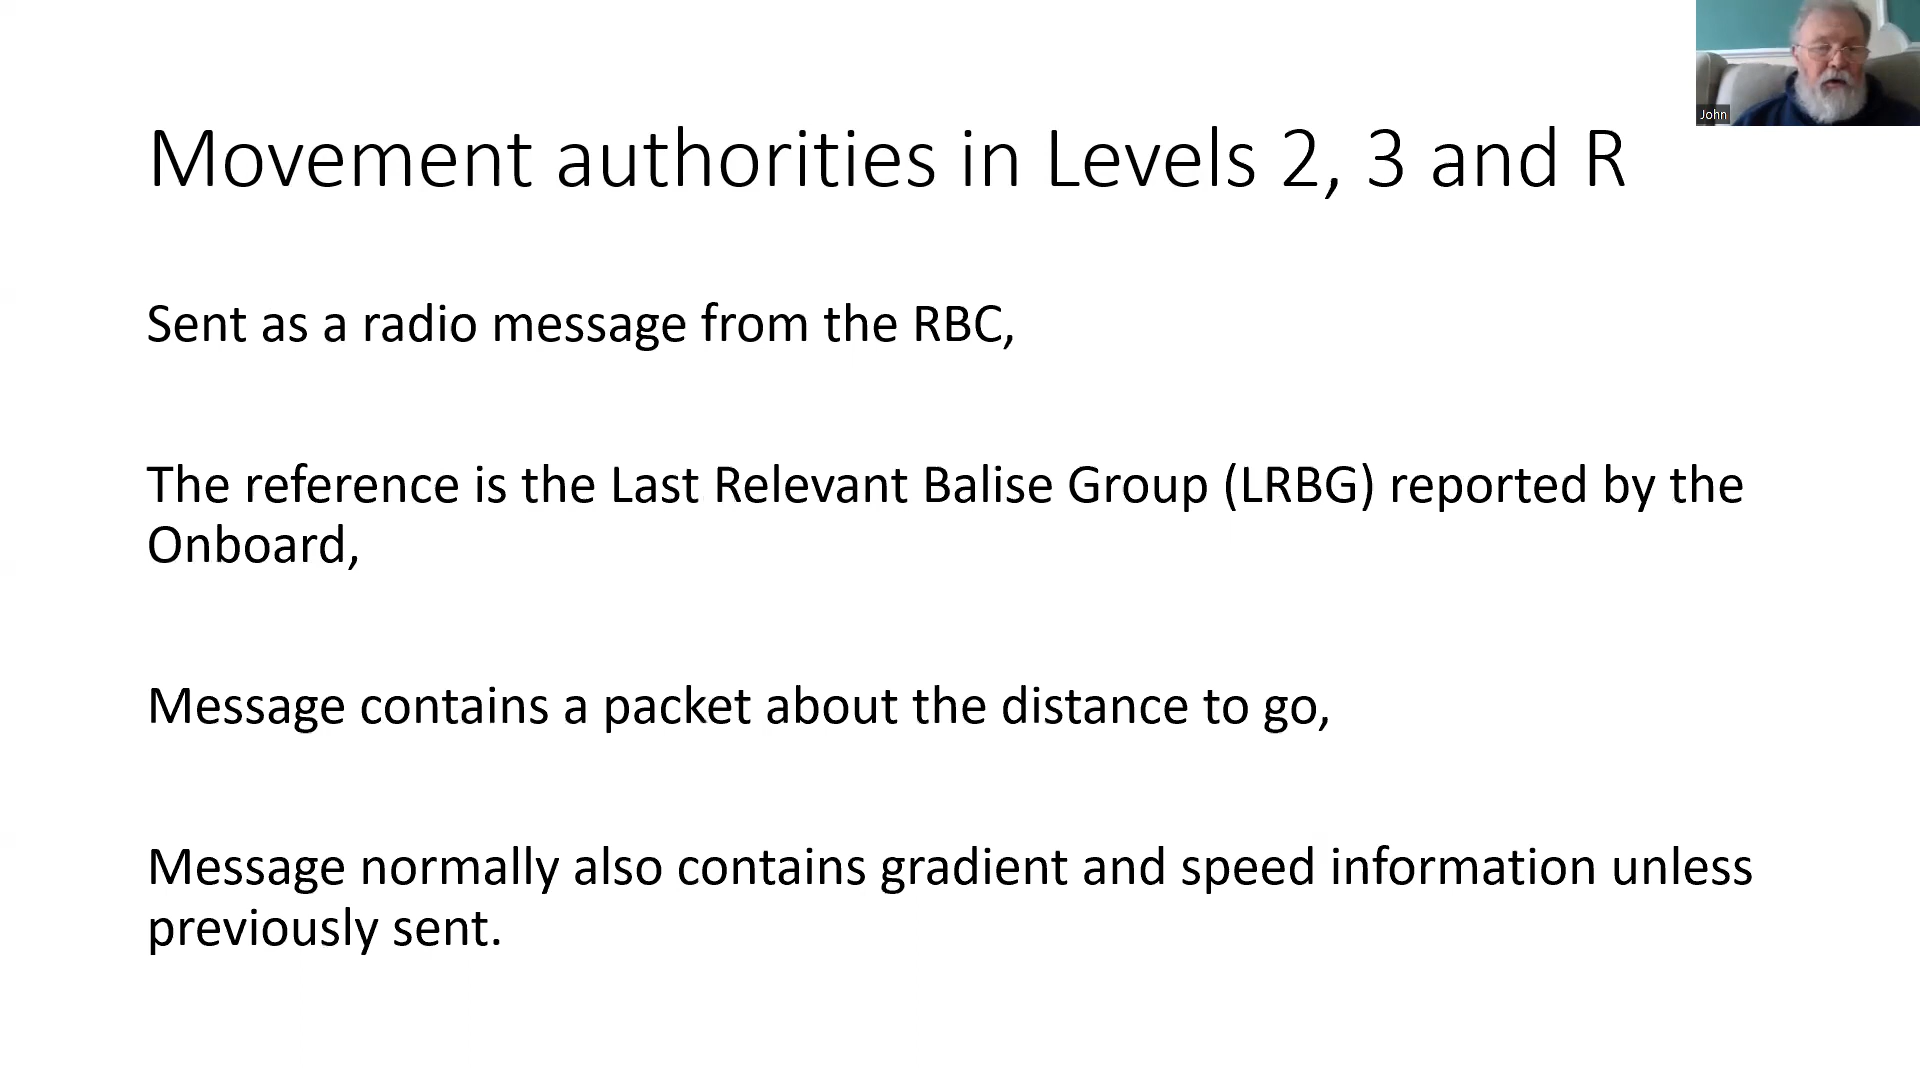 John
Movement authorities in Levels 2, 3 and R
Sent as a radio message from the RBC,
The reference is the Last Relevant Balise Group (LRBG) reported by the
Onboard,
Message contains a packet about the distance to go,
Message normally also contains gradient and speed information unless
previously sent.